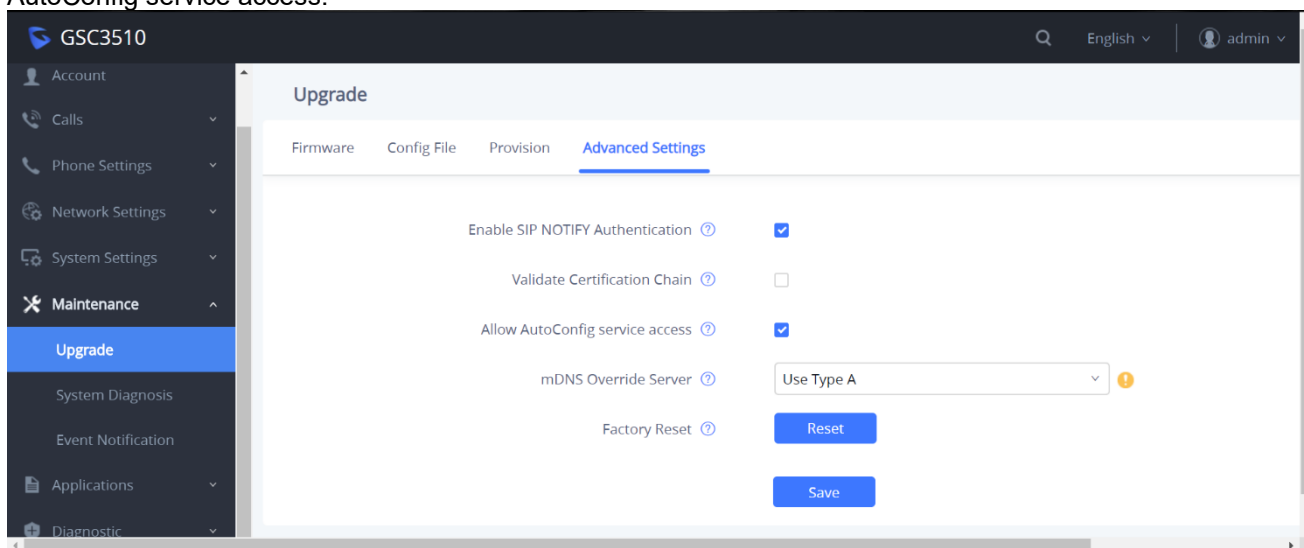 AutoConfig service access.
GSC3510
English
admin
Account
Calls
Phone Settings
Network Settings
System Settings
Maintenance
Upgrade
System Diagnosis
Event Notification
Applications
Diagnostic
Upgrade
Firmware Config File Provision Advanced Settings
Enable SIP NOTIFY Authentication
Validate Certification Chain
Allow AutoConfig service access
mDNS Override Server Use Type A
Factory Reset Reset
Save